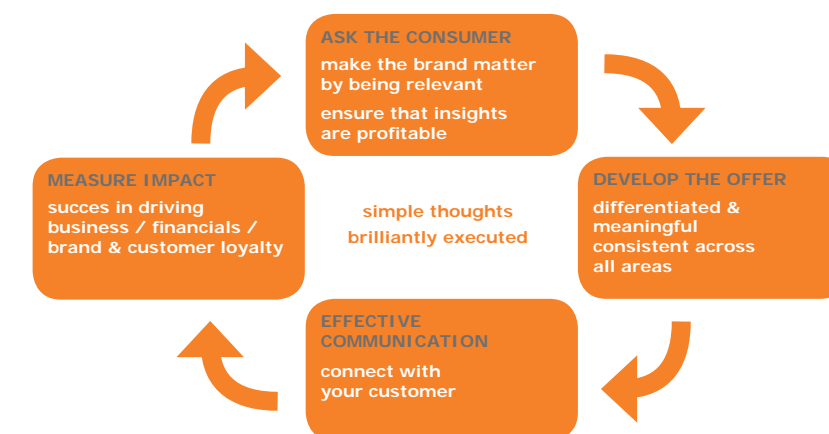 ASK THE CONSUMER
make the brand matter
by being relevant
ensure that insights
are profitable
MEASURE IMPACT
succes in driving
business / financials /
brand & customer loyalty
simple thoughts
brilliantly executed
DEVELOP THE OFFER
differentiated &
meaningful
consistent across
all areas
EFFECTIVE
COMMUNICATION
connect with
your customer